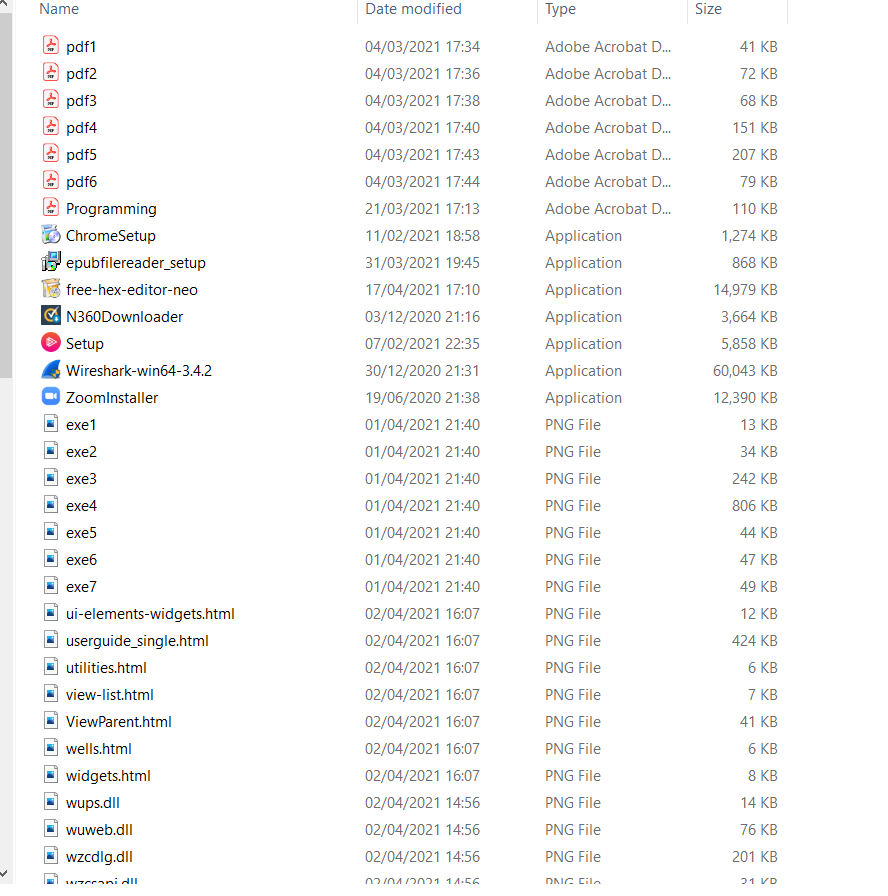 Name Date modified Type Size
pdf1 04/03/2021 17:34 Adobe Acrobat D... 41 KB
pdf2 04/03/2021 17:36 Adobe Acrobat D... 72 KB
pdf3 04/03/2021 17:38 Adobe Acrobat D... 68 KB
pdf4 04/03/2021 17:40 Adobe Acrobat D... 151 KB
pdf5 04/03/2021 17:43 Adobe Acrobat D... 207 KB
pdf6 04/03/2021 17:44 Adobe Acrobat D... 79 KB
Programming 21/03/2021 17:13 Adobe Acrobat D... 110 KB
ChromeSetup 11/02/2021 18:58 Application 1,274 KB
epubfilereader_setup 31/03/2021 19:45 Application 868 KB
free-hex-editor-neo 17/04/2021 17:10 Application 14,979 KB
N360Downloader 03/12/2020 21:16 Application 3,664 KB
Setup 07/02/2021 22:35 Application 5,858 KB
Wireshark-win64-3.4.2 30/12/2020 21:31 Application 60,043 KB
ZoomInstaller 19/06/2020 21:38 Application 12,390 KB
exe1 01/04/2021 21:40 PNG File 13 KB
exe2 01/04/2021 21:40 PNG File 34 KB
exe3 01/04/2021 21:40 PNG File 242 KB
exe4 01/04/2021 21:40 PNG File 806 KB
exe5 01/04/2021 21:40 PNG File 44 KB
exe6 01/04/2021 21:40 PNG File 47 KB
exe7 01/04/2021 21:40 PNG File 49 KB
ui-elements-widgets.html 02/04/2021 16:07 PNG File 12 KB
userguide_single.html 02/04/2021 16:07 PNG File 424 KB
utilities.html 02/04/2021 16:07 PNG File 6 KB
view-list.html 02/04/2021 16:07 PNG File 7 KB
ViewParent.html 02/04/2021 16:07 PNG File 41 KB
wells.html 02/04/2021 16:07 PNG File 6 KB
widgets.html 02/04/2021 16:07 PNG File 8 KB
wups.dll 02/04/2021 14:56 PNG File 14 KB
wuweb.dll 02/04/2021 14:56 PNG File 76 KB
wzcdlg.dll 02/04/2021 14:56 PNG File 201 KB
wzcsapi.dll 02/04/2021 14:56 PNG File 31 KB